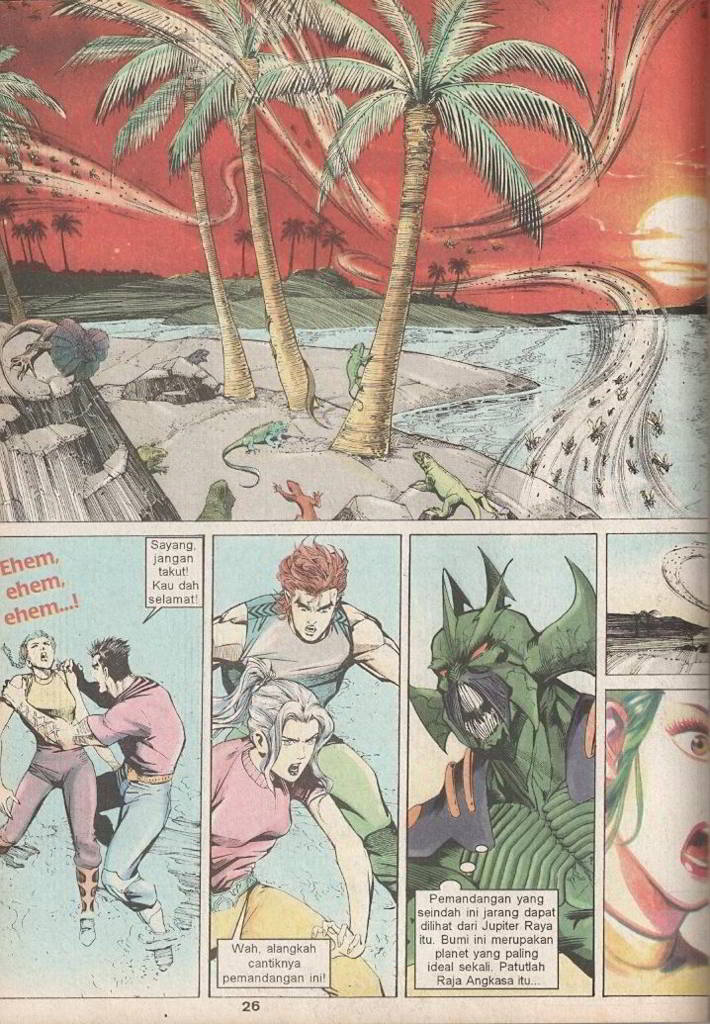 Ehem,
ehem,
ehem...!
Sayang,
jangan
takut!
Kau dah
selamat!
Wah, alangkah
cantiknya
pemandangan ini!
Pemandangan yang
seindah ini jarang dapat
dilihat dari Jupiter Raya
itu. Bumi ini merupakan
planet yang paling
ideal sekali. Patutlah
Raja Angkasa itu...
26